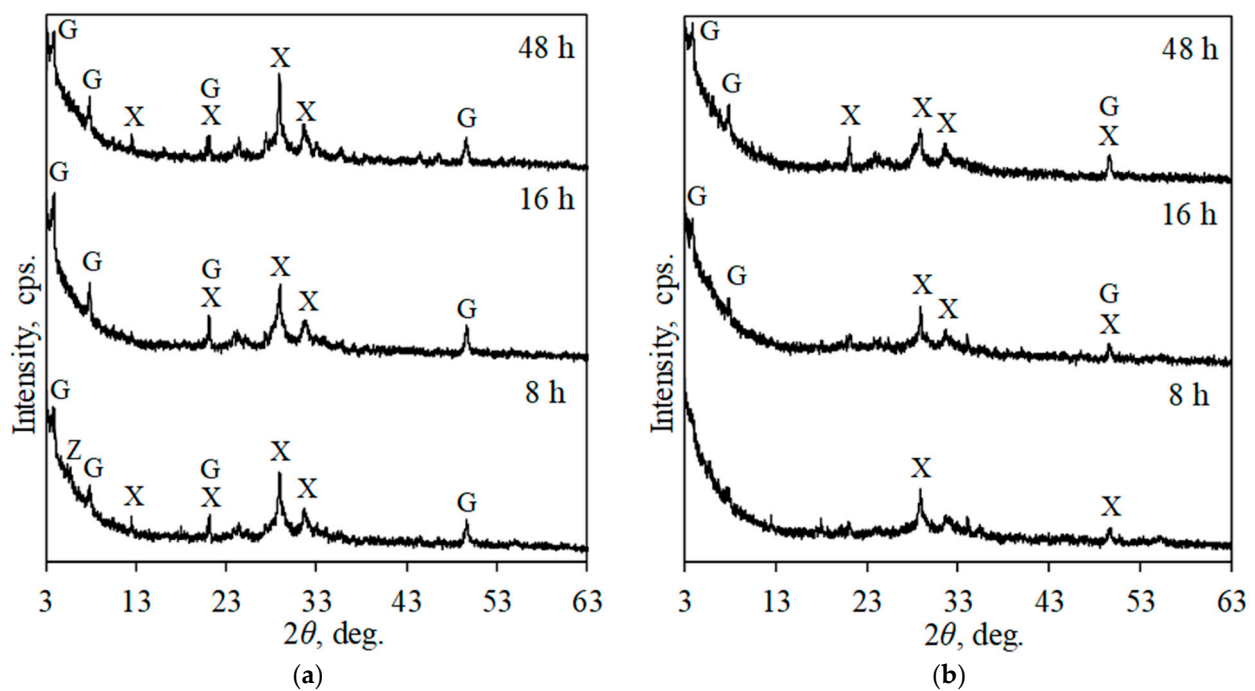 G
48 h
X
G
G
X
X
X
G
G
16 h
G
G
X
X
X
G
G
8 h
Z
G
X
G
X
X
X
G
Intensity, cps.
3 13 23 33 43 53 63
2θ, deg.
(a)
G
48 h
G
X
X
X
G
X
G
16 h
G
X
X
G
X
8 h
X
X
Intensity, cps.
3 13 23 33 43 53 63
2θ, deg.
(b)